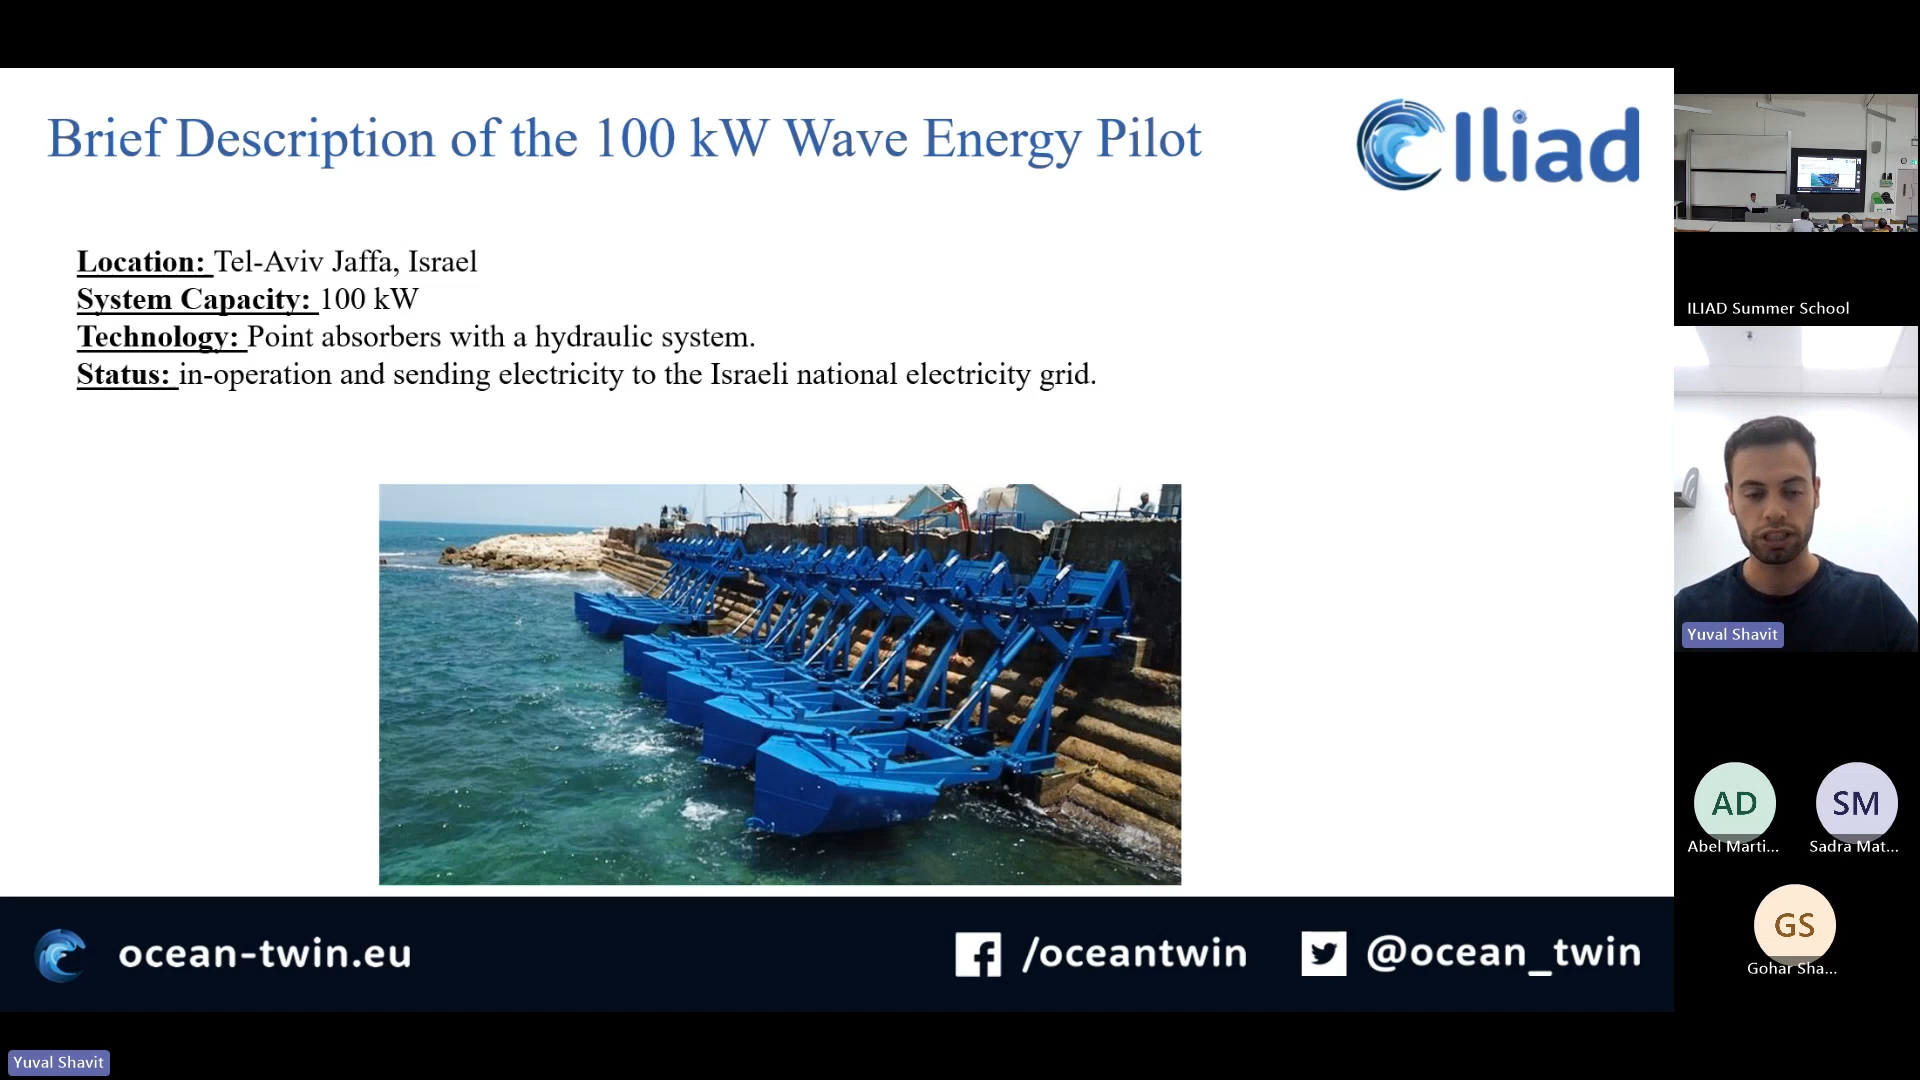 Brief Description of the 100 kW Wave Energy Pilot
Iliad
Location: Tel-Aviv Jaffa, Israel
System Capacity: 100 kW
Technology: Point absorbers with a hydraulic system.
Status: in-operation and sending electricity to the Israeli national electricity grid.
ocean-twin.eu
/oceantwin
@ocean_twin
Yuval Shavit
ILIAD Summer School
Yuval Shavit
AD
SM
Abel Marti...
Sadra Mat...
GS
Gohar Sha...